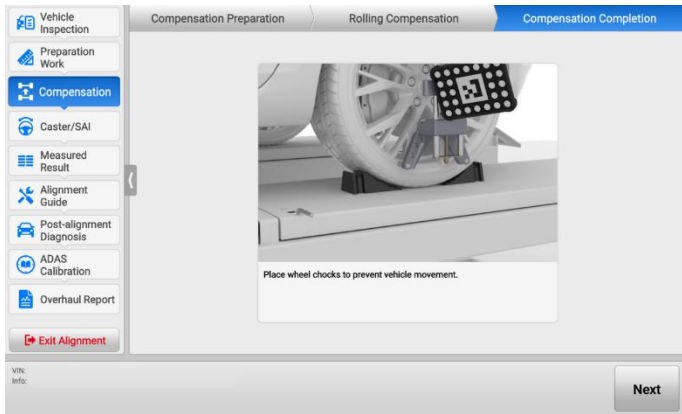 Vehicle
Inspection
Preparation
Work
Compensation
Caster/SAI
Measured
Result
Alignment
Guide
Post-alignment
Diagnosis
ADAS
Calibration
Overhaul Report
Exit Alignment
Compensation Preparation
Rolling Compensation
Compensation Completion
Place wheel chocks to prevent vehicle movement.
VIN:
Info:
Next